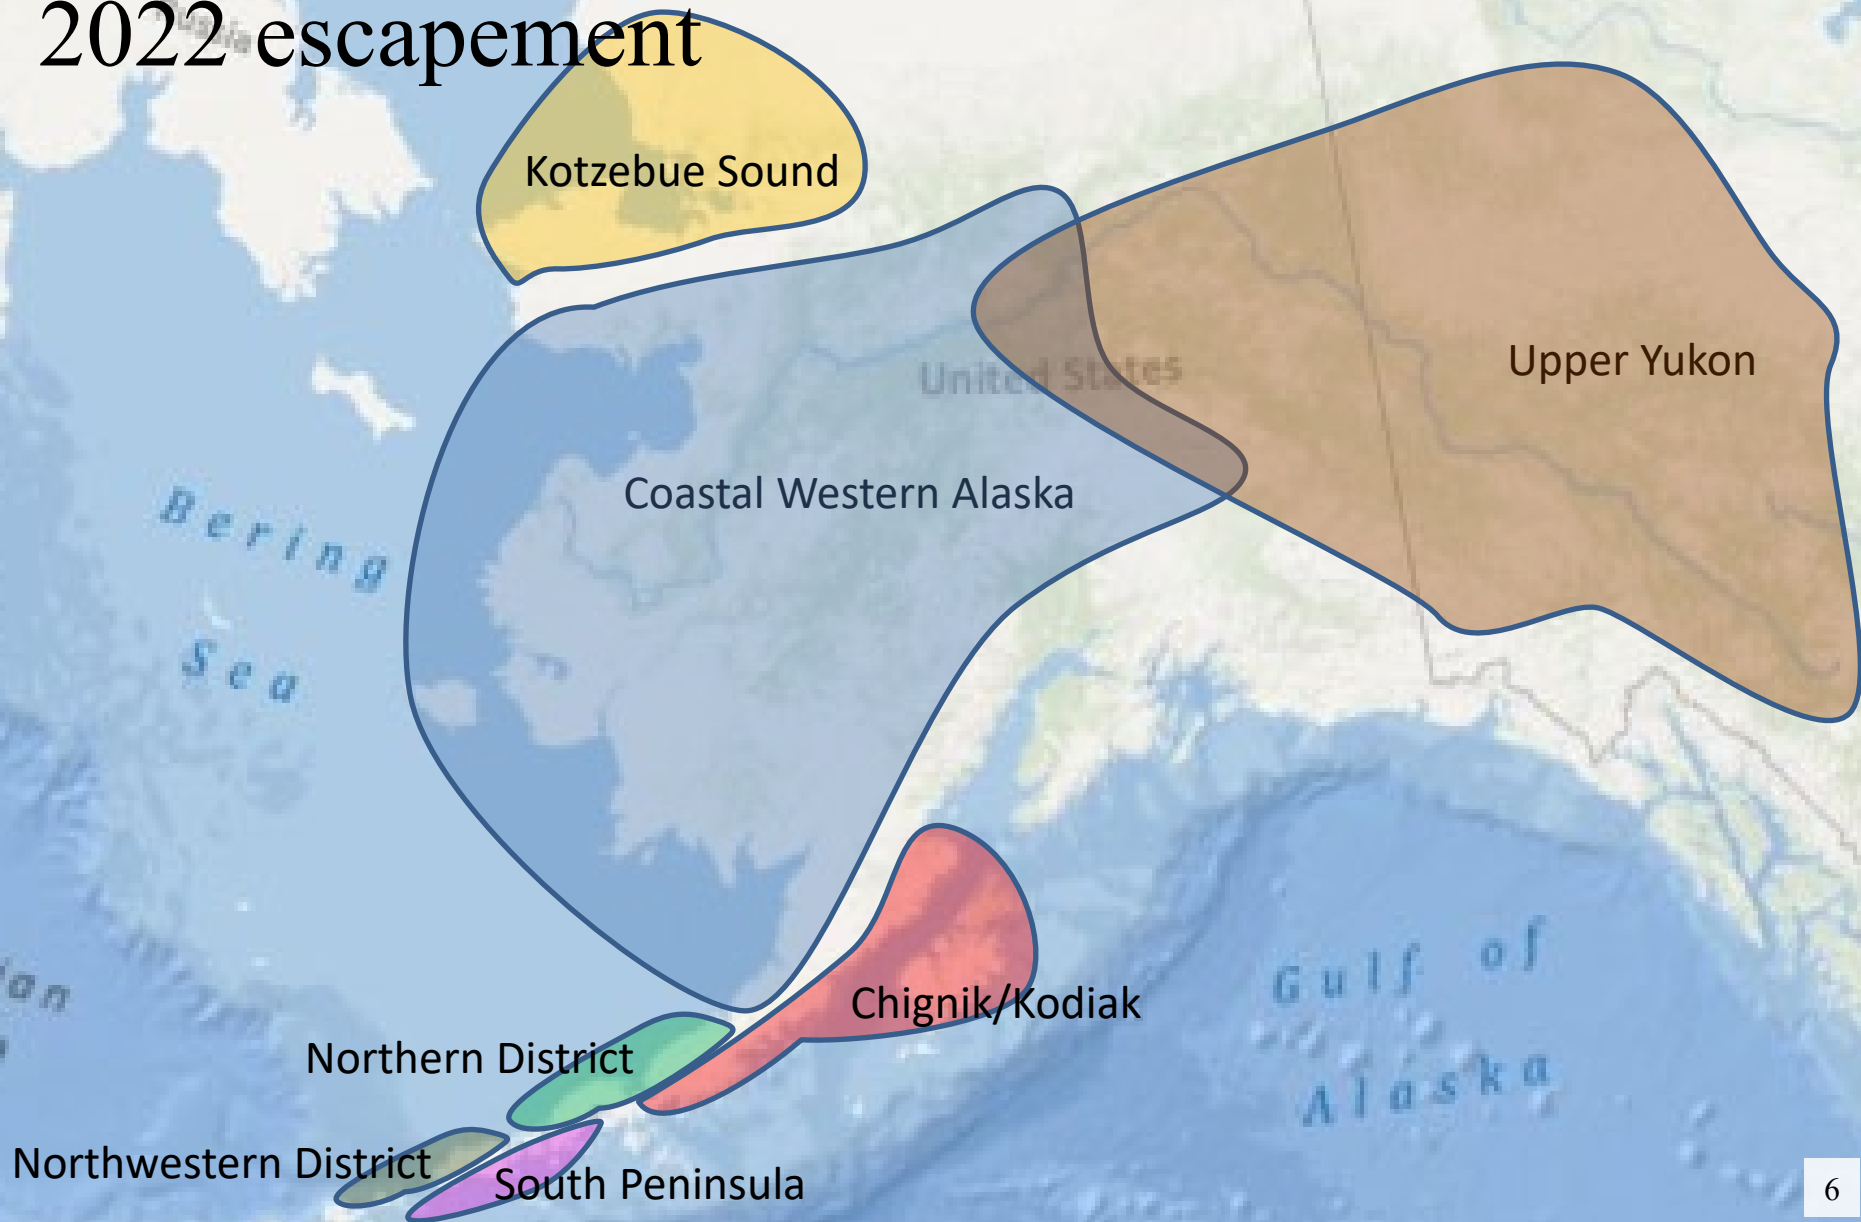 2022 escapement
Kotzebue Sound
Upper Yukon
United States
Coastal Western Alaska
Bering
Sea
Gulf of
Alaska
Chignik/Kodiak
Northern District
Northwestern District
South Peninsula
6